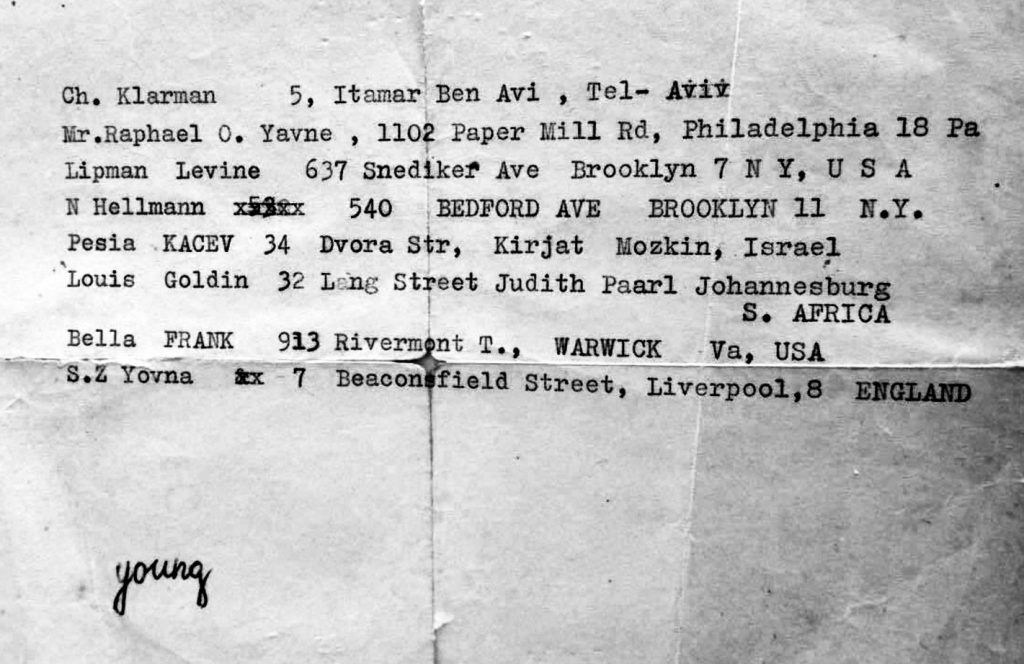 Ch. Klarman 5, Itamar Ben Avi , Tel- Aviv
Mr.Raphael O. Yavne , 1102 Paper Mill Rd, Philadelphia 18 Pa
Lipman Levine 637 Snediker Ave Brooklyn 7 N Y, U S A
N Hellmann 540 BEDFORD AVE BROOKLYN 11 N.Y.
Pesia KACEV 34 Dvora Str, Kirjat Mozkin, Israel
Louis Goldin 32 Lang Street Judith Paarl Johannesburg
S. AFRICA
Bella FRANK 913 Rivermont T., WARWICK Va, USA
S.Z Yovna 7 Beaconsfield Street, Liverpool,8 ENGLAND
young